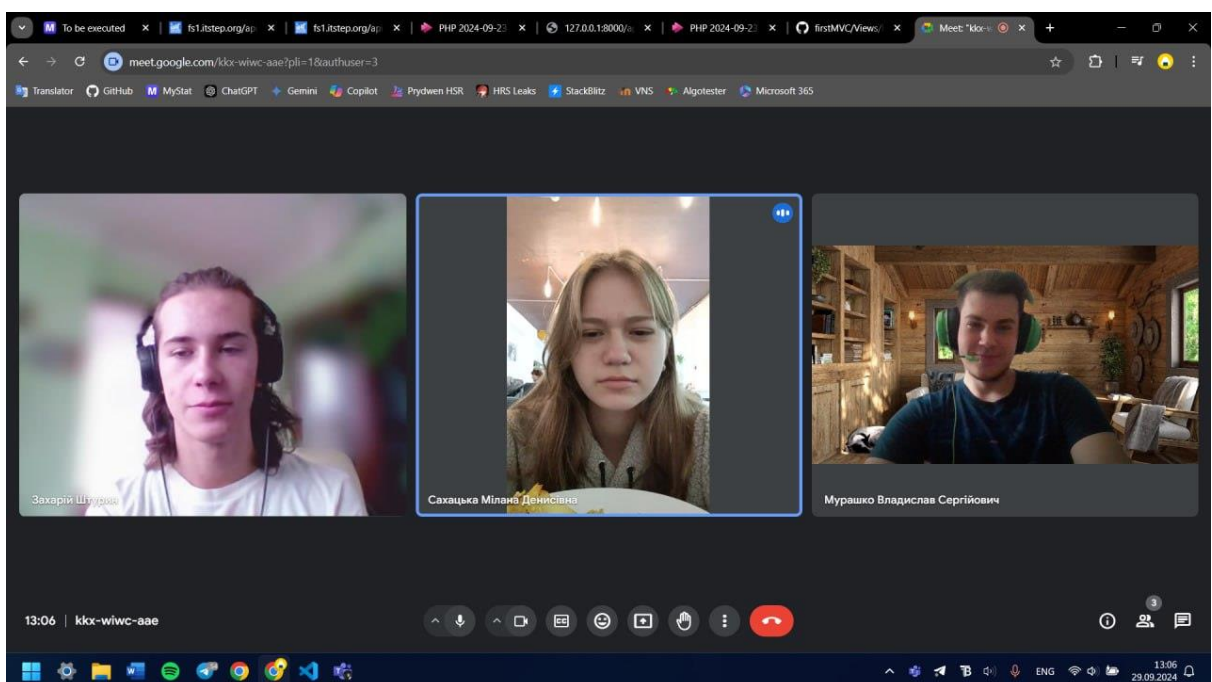 To be executed
fs1.itstep.org/ap
fs1.itstep.org/ap
PHP 2024-09-23
127.0.0.1:8000/a
PHP 2024-09-2
firstMVC/Views/
Meet: "kkx-w
meet.google.com/kkx-wiwc-aae?pli=1&authuser=3
Translator GitHub MyStat ChatGPT Gemini Copilot Prydwen HSR HRS Leaks StackBlitz VNS Algotester Microsoft 365
Захарій Штурин
Сахацька Мілана Денисівна
Мурашко Владислав Сергійович
13:06 | kkx-wiwc-aae
3
ENG
13:06
29.09.2024